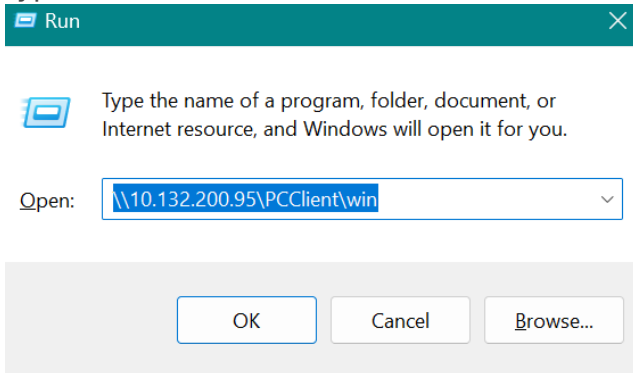 Run
Type the name of a program, folder, document, or
Internet resource, and Windows will open it for you.
Open: \\10.132.200.95\PCClient\win
OK Cancel Browse...